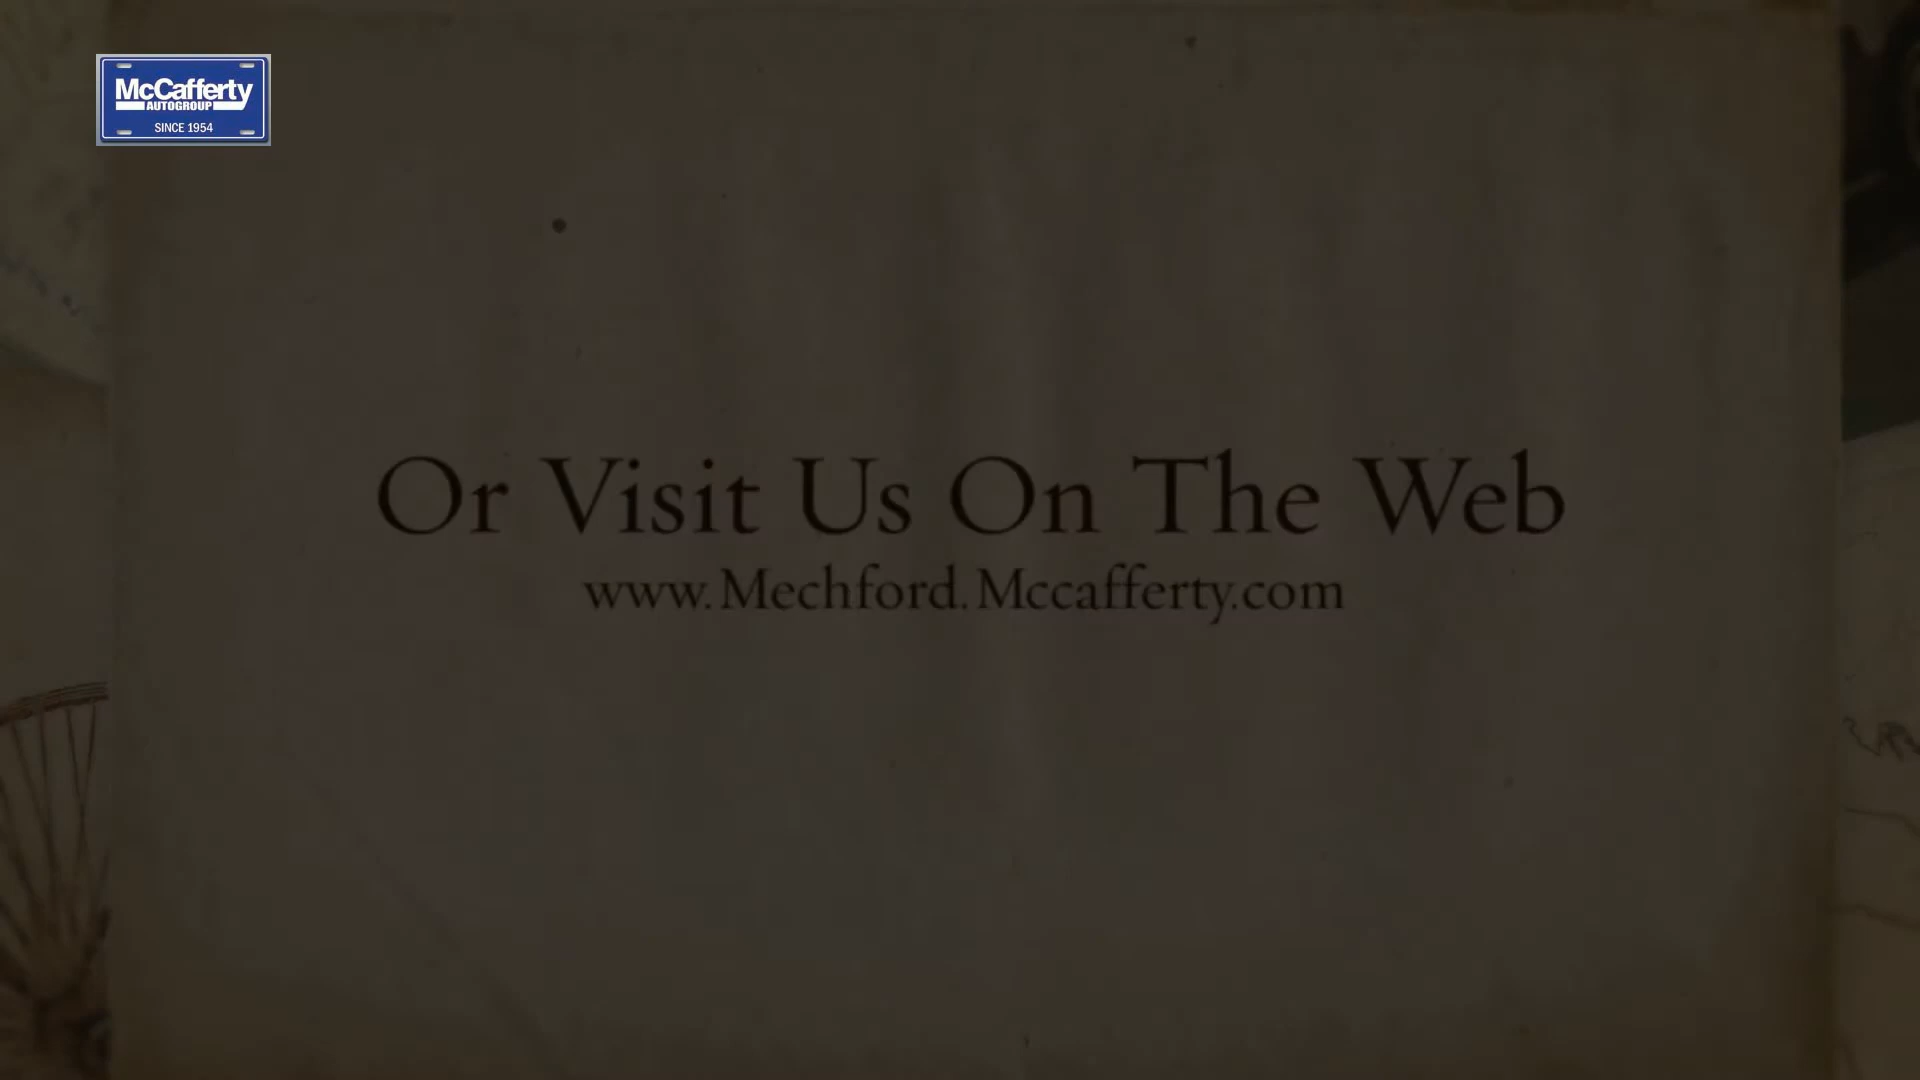 McCafferty
AUTOGROUP
SINCE 1954
Or Visit Us On The Web
www.Mechford.Mccafferty.com